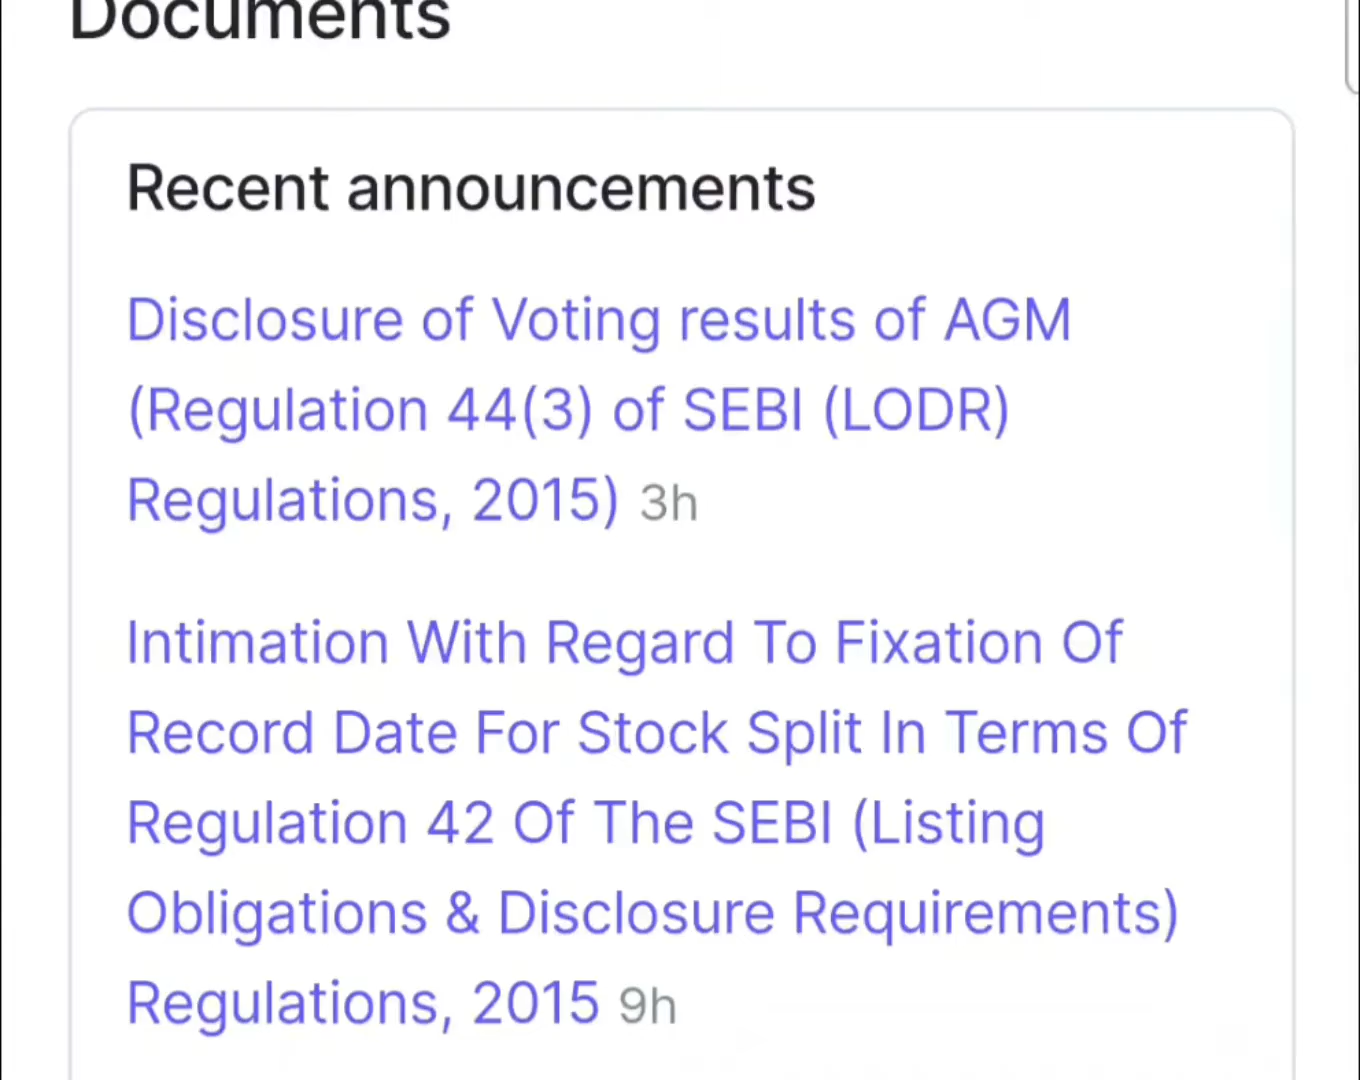 Documents
Recent announcements
Disclosure of Voting results of AGM
(Regulation 44(3) of SEBI (LODR)
Regulations, 2015) 3h
Intimation With Regard To Fixation Of
Record Date For Stock Split In Terms Of
Regulation 42 Of The SEBI (Listing
Obligations & Disclosure Requirements)
Regulations, 2015 9h